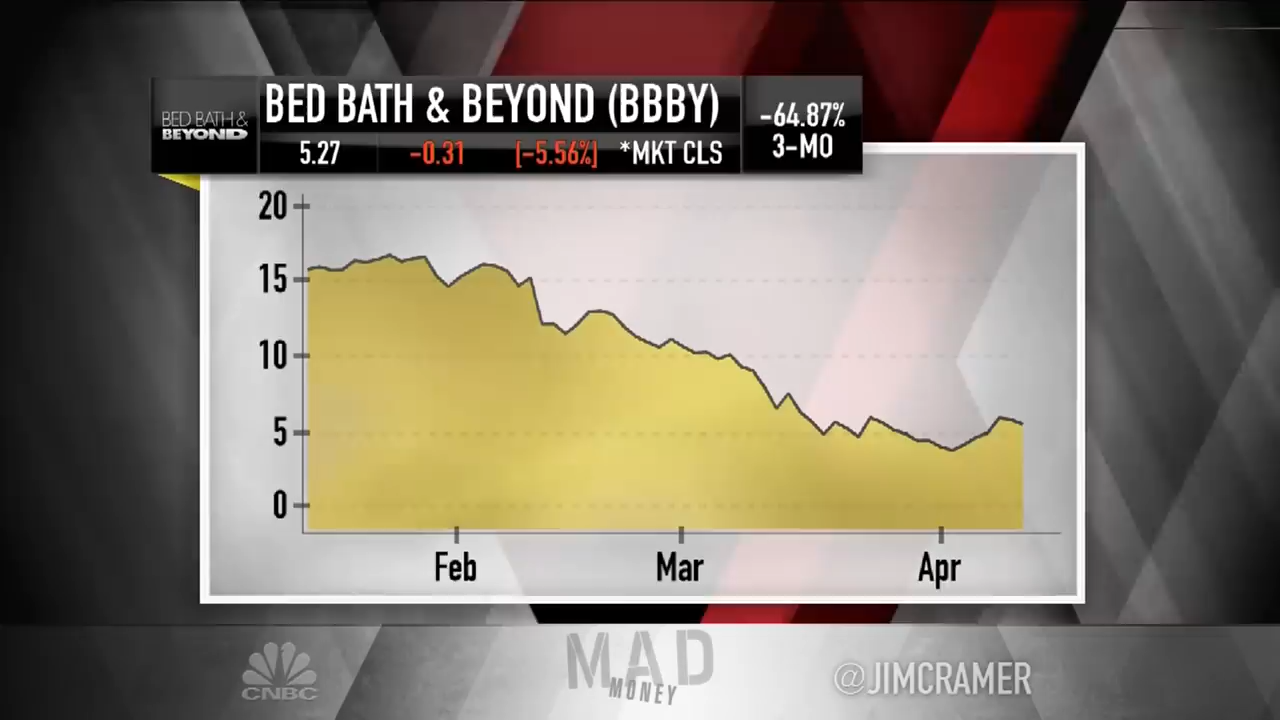 BED BATH &
BEYOND
BED BATH & BEYOND (BBBY)
5.27 -0.31 [-5.56%] *MKT CLS
-64.87%
3-MO
20
15
10
5
0
Feb Mar Apr
CNBC
MAD
MONEY
@JIMCRAMER